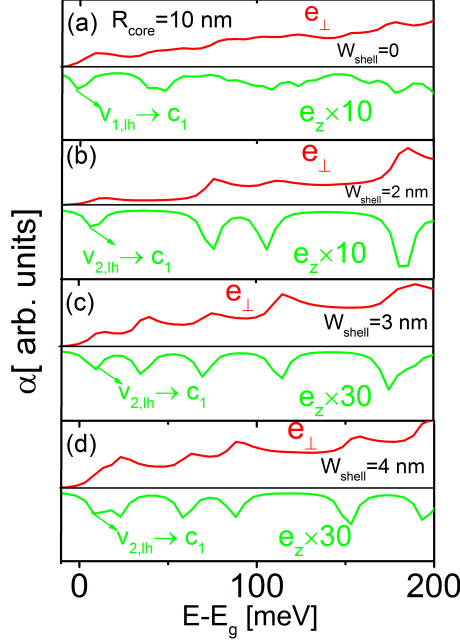 (a) R_core=10 nm e_⊥
W_shell=0
v_1,lh → c_1 e_z×10
(b) e_⊥
W_shell=2 nm
v_2,lh → c_1 e_z×10
(c) e_⊥
W_shell=3 nm
v_2,lh → c_1 e_z×30
(d) e_⊥
W_shell=4 nm
v_2,lh → c_1 e_z×30
α[ arb. units]
0 100 200
E-E_g [meV]